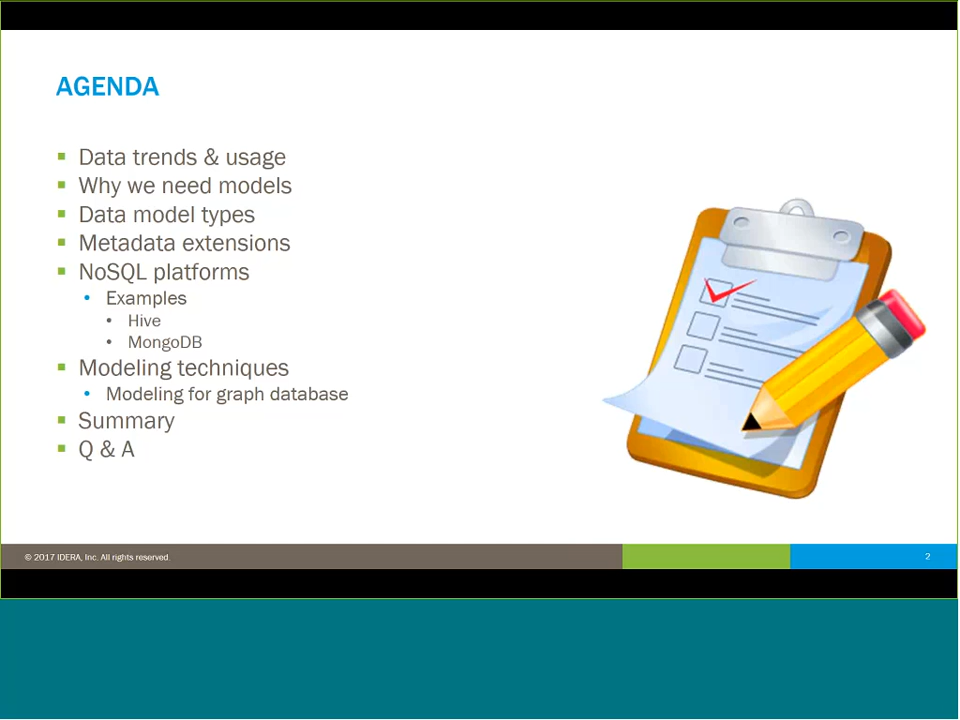 AGENDA
Data trends & usage
Why we need models
Data model types
Metadata extensions
NoSQL platforms
Examples
Hive
MongoDB
Modeling techniques
Modeling for graph database
Summary
Q & A
© 2017 IDERA, Inc. All rights reserved.
2